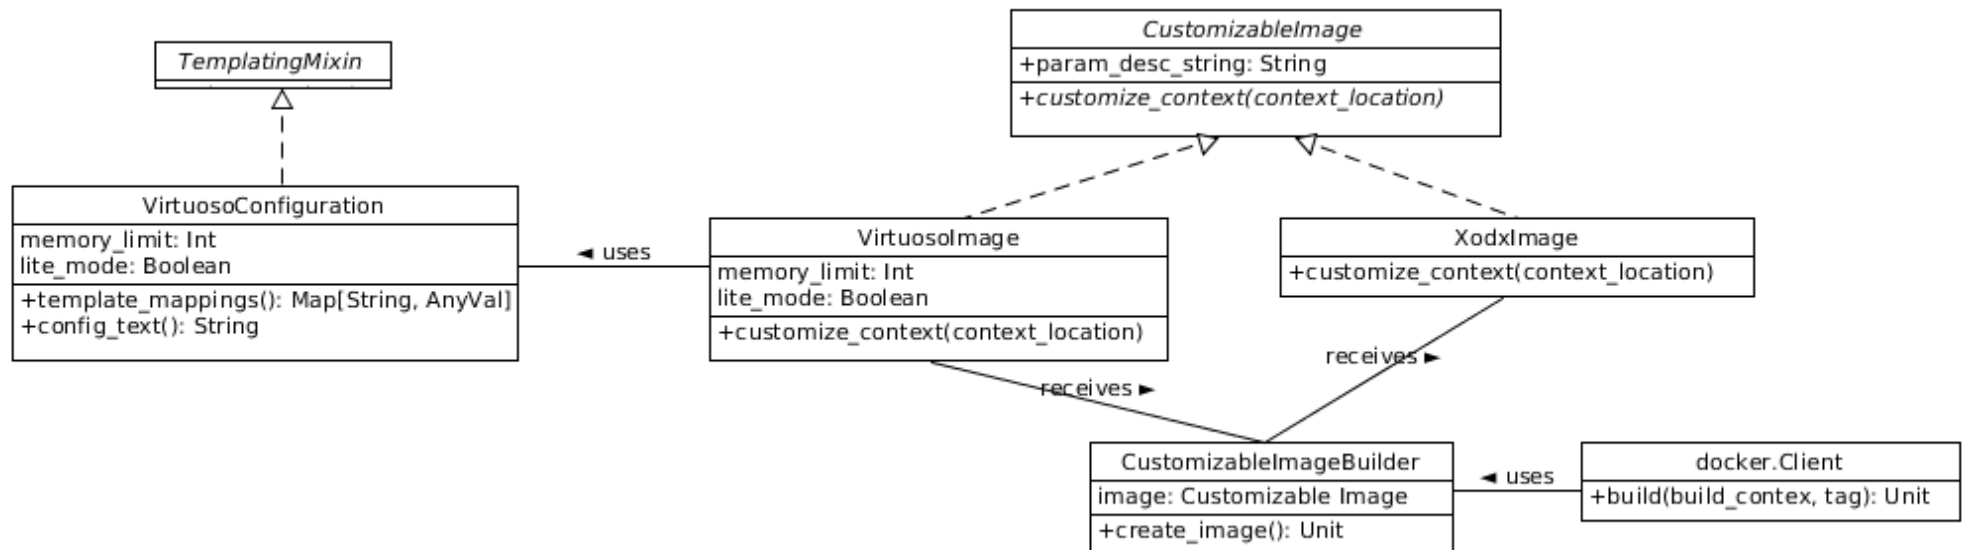 CustomizableImage
+param_desc_string: String
+customize_context(context_location)
TemplatingMixin
VirtuosoConfiguration
memory_limit: Int
lite_mode: Boolean
+template_mappings(): Map[String, AnyVal]
+config_text(): String
◄ uses
VirtuosoImage
memory_limit: Int
lite_mode: Boolean
+customize_context(context_location)
XodxImage
+customize_context(context_location)
receives ►
receives ►
CustomizableImageBuilder
image: Customizable Image
+create_image(): Unit
◄ uses
docker.Client
+build(build_contex, tag): Unit